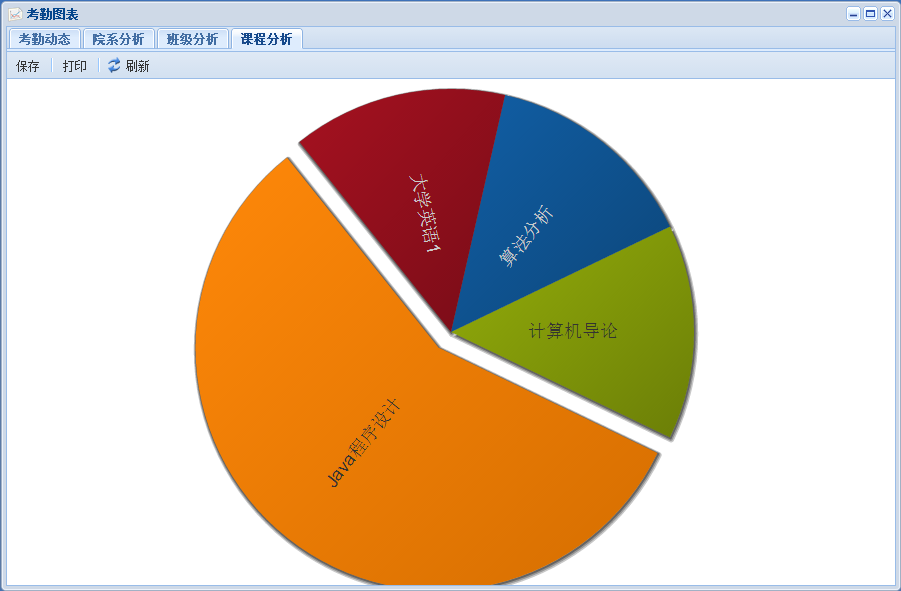 考勤图表
考勤动态 院系分析 班级分析 课程分析
保存 打印 刷新
大学英语1
算法分析
计算机导论
Java程序设计